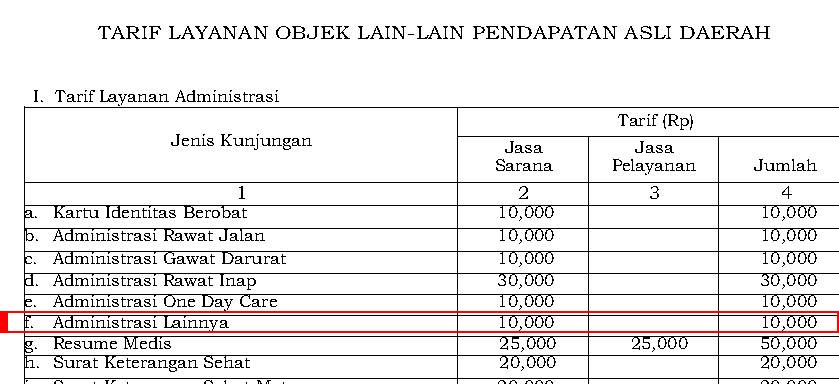 TARIF LAYANAN OBJEK LAIN-LAIN PENDAPATAN ASLI DAERAH
I. Tarif Layanan Administrasi
Jenis Kunjungan Tarif (Rp)
Jasa Sarana Jasa Pelayanan Jumlah
1 2 3 4
a. Kartu Identitas Berobat 10,000 10,000
b. Administrasi Rawat Jalan 10,000 10,000
c. Administrasi Gawat Darurat 10,000 10,000
d. Administrasi Rawat Inap 30,000 30,000
e. Administrasi One Day Care 10,000 10,000
f. Administrasi Lainnya 10,000 10,000
g. Resume Medis 25,000 25,000 50,000
h. Surat Keterangan Sehat 20,000 20,000